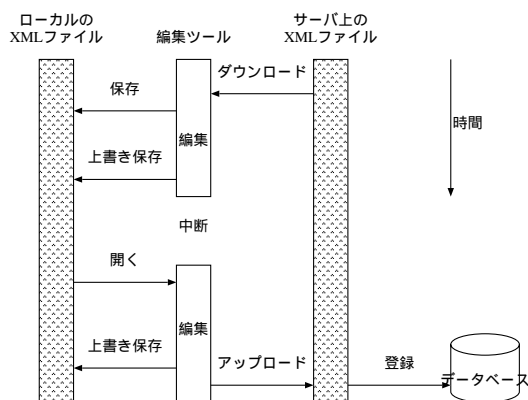 ローカルの
XMLファイル
編集ツール
サーバ上の
XMLファイル
ダウンロード
保存
時間
編集
上書き保存
中断
開く
編集
上書き保存
アップロード
登録
データベース